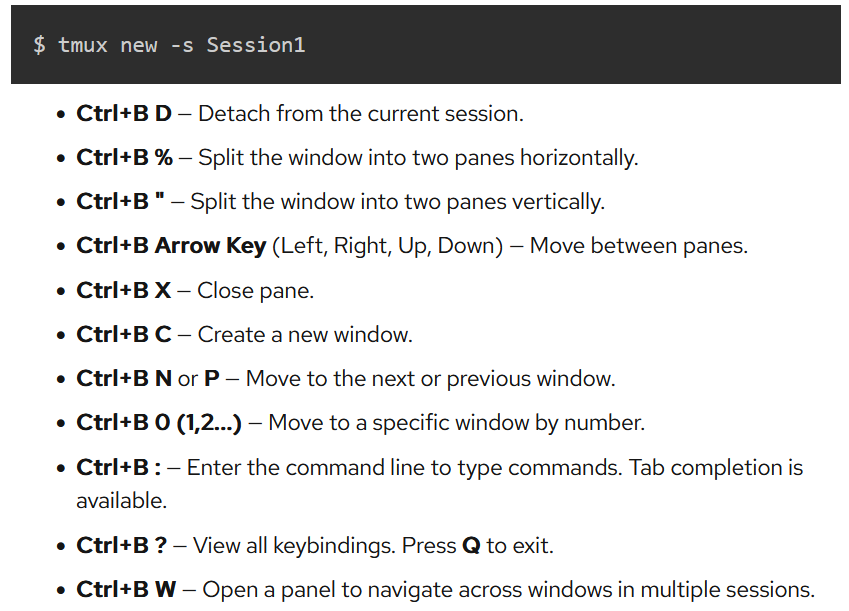 $ tmux new -s Session1
• Ctrl+B D – Detach from the current session.
• Ctrl+B % – Split the window into two panes horizontally.
• Ctrl+B " – Split the window into two panes vertically.
• Ctrl+B Arrow Key (Left, Right, Up, Down) – Move between panes.
• Ctrl+B X – Close pane.
• Ctrl+B C – Create a new window.
• Ctrl+B N or P – Move to the next or previous window.
• Ctrl+B 0 (1,2...) – Move to a specific window by number.
• Ctrl+B : – Enter the command line to type commands. Tab completion is
available.
• Ctrl+B ? – View all keybindings. Press Q to exit.
• Ctrl+B W – Open a panel to navigate across windows in multiple sessions.